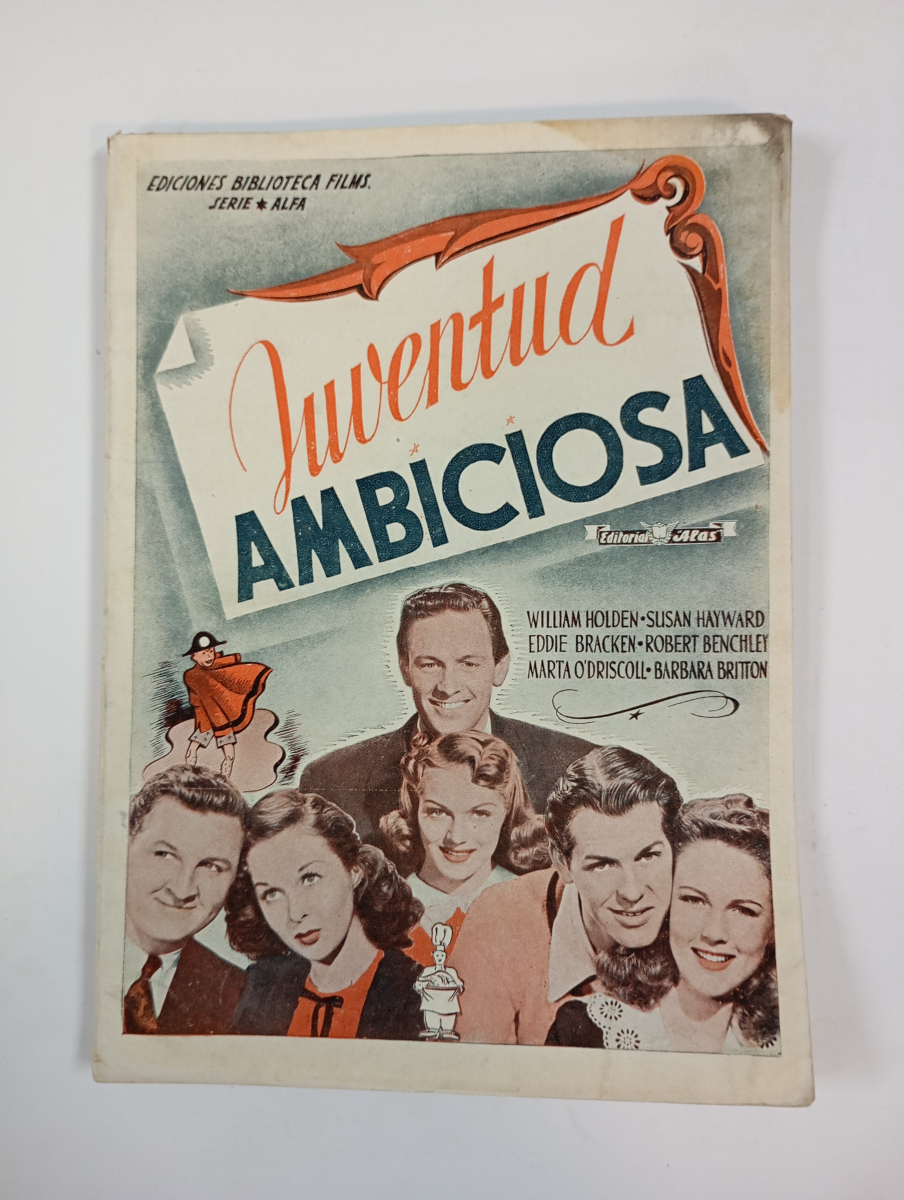 EDICIONES BIBLIOTECA FILMS.
SERIE ★ ALFA
Juventud
AMBICIOSA
Editorial "Alas"
WILLIAM HOLDEN • SUSAN HAYWARD
EDDIE BRACKEN • ROBERT BENCHLEY
MARTA O'DRISCOLL • BARBARA BRITTON